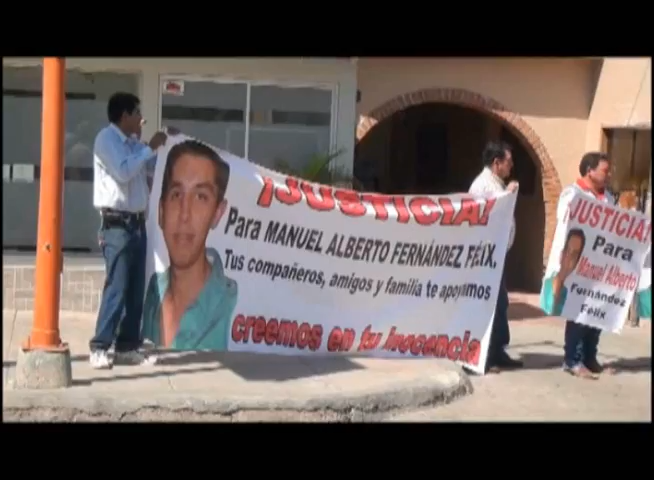 ¡JUSTICIA!
Para MANUEL ALBERTO FERNÁNDEZ FÉLIX,
Tus compañeros, amigos y familia te apoyamos
creemos en tu inocencia
¡JUSTICIA!
Para
Manuel Alberto
Fernández
Félix